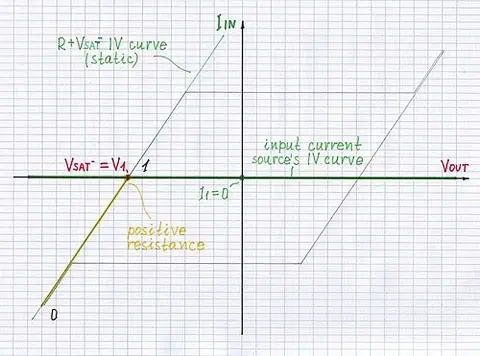 IIN
R+VSAT⁻ IV curve
(static)
input current
source's IV curve
VSAT⁻ = V1
1
VOUT
I1=0
positive
resistance
0